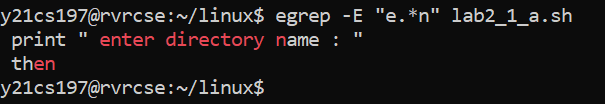 y21cs197@rvrcse:~/linux$ egrep -E "e.*n" lab2_1_a.sh
print " enter directory name : "
then
y21cs197@rvrcse:~/linux$